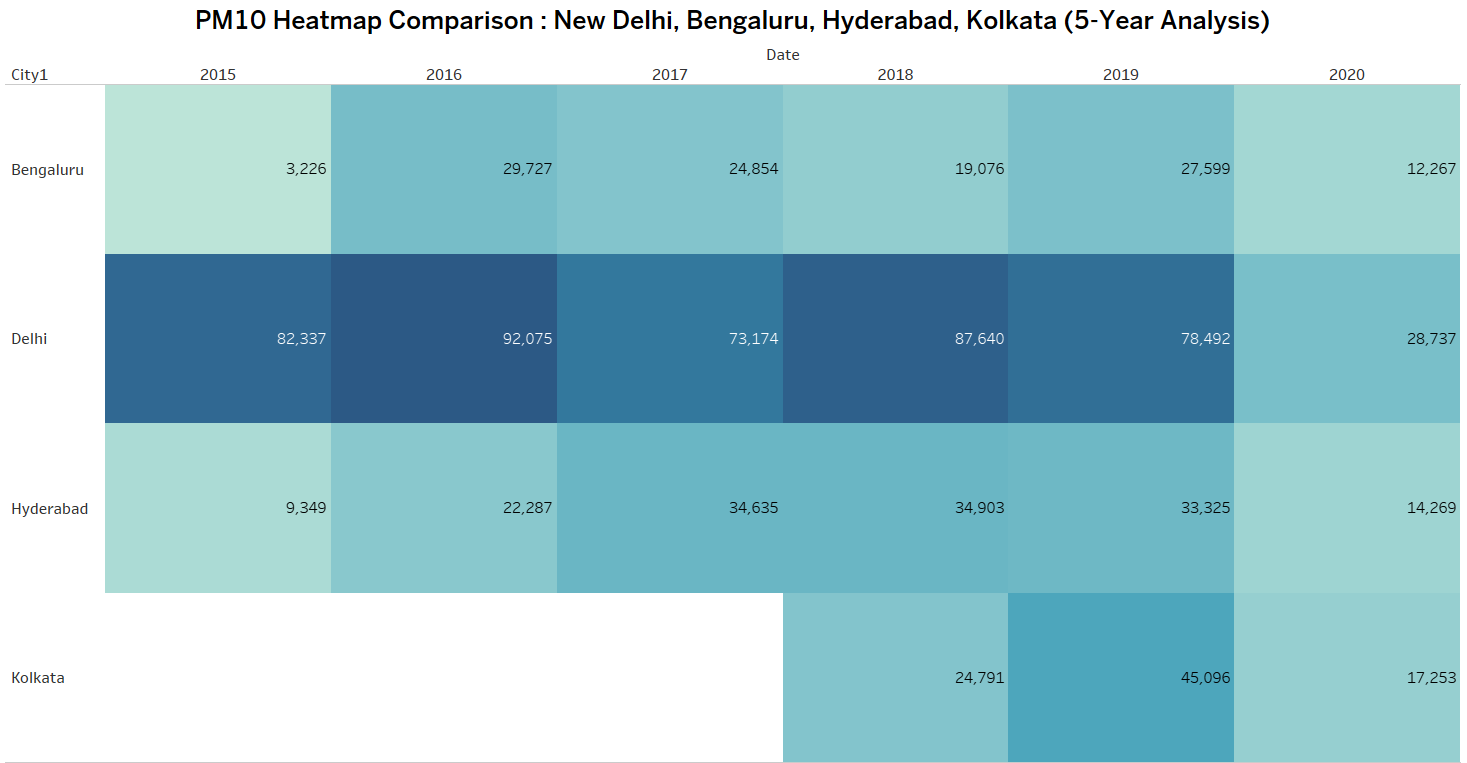 PM10 Heatmap Comparison : New Delhi, Bengaluru, Hyderabad, Kolkata (5-Year Analysis)
Date
City1 2015 2016 2017 2018 2019 2020
Bengaluru 3,226 29,727 24,854 19,076 27,599 12,267
Delhi 82,337 92,075 73,174 87,640 78,492 28,737
Hyderabad 9,349 22,287 34,635 34,903 33,325 14,269
Kolkata 24,791 45,096 17,253